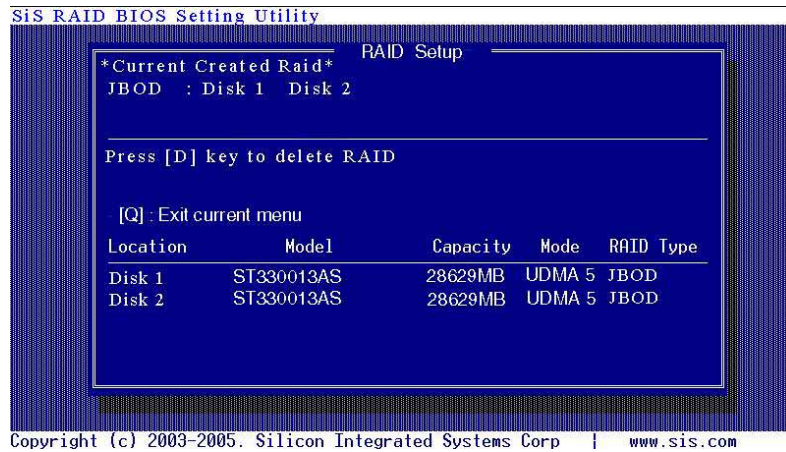 SiS RAID BIOS Setting Utility
RAID Setup
*Current Created Raid*
JBOD : Disk 1 Disk 2
Press [D] key to delete RAID
[Q] : Exit current menu
Location Model Capacity Mode RAID Type
Disk 1 ST330013AS 28629MB UDMA 5 JBOD
Disk 2 ST330013AS 28629MB UDMA 5 JBOD
Copyright (c) 2003-2005. Silicon Integrated Systems Corp | www.sis.com